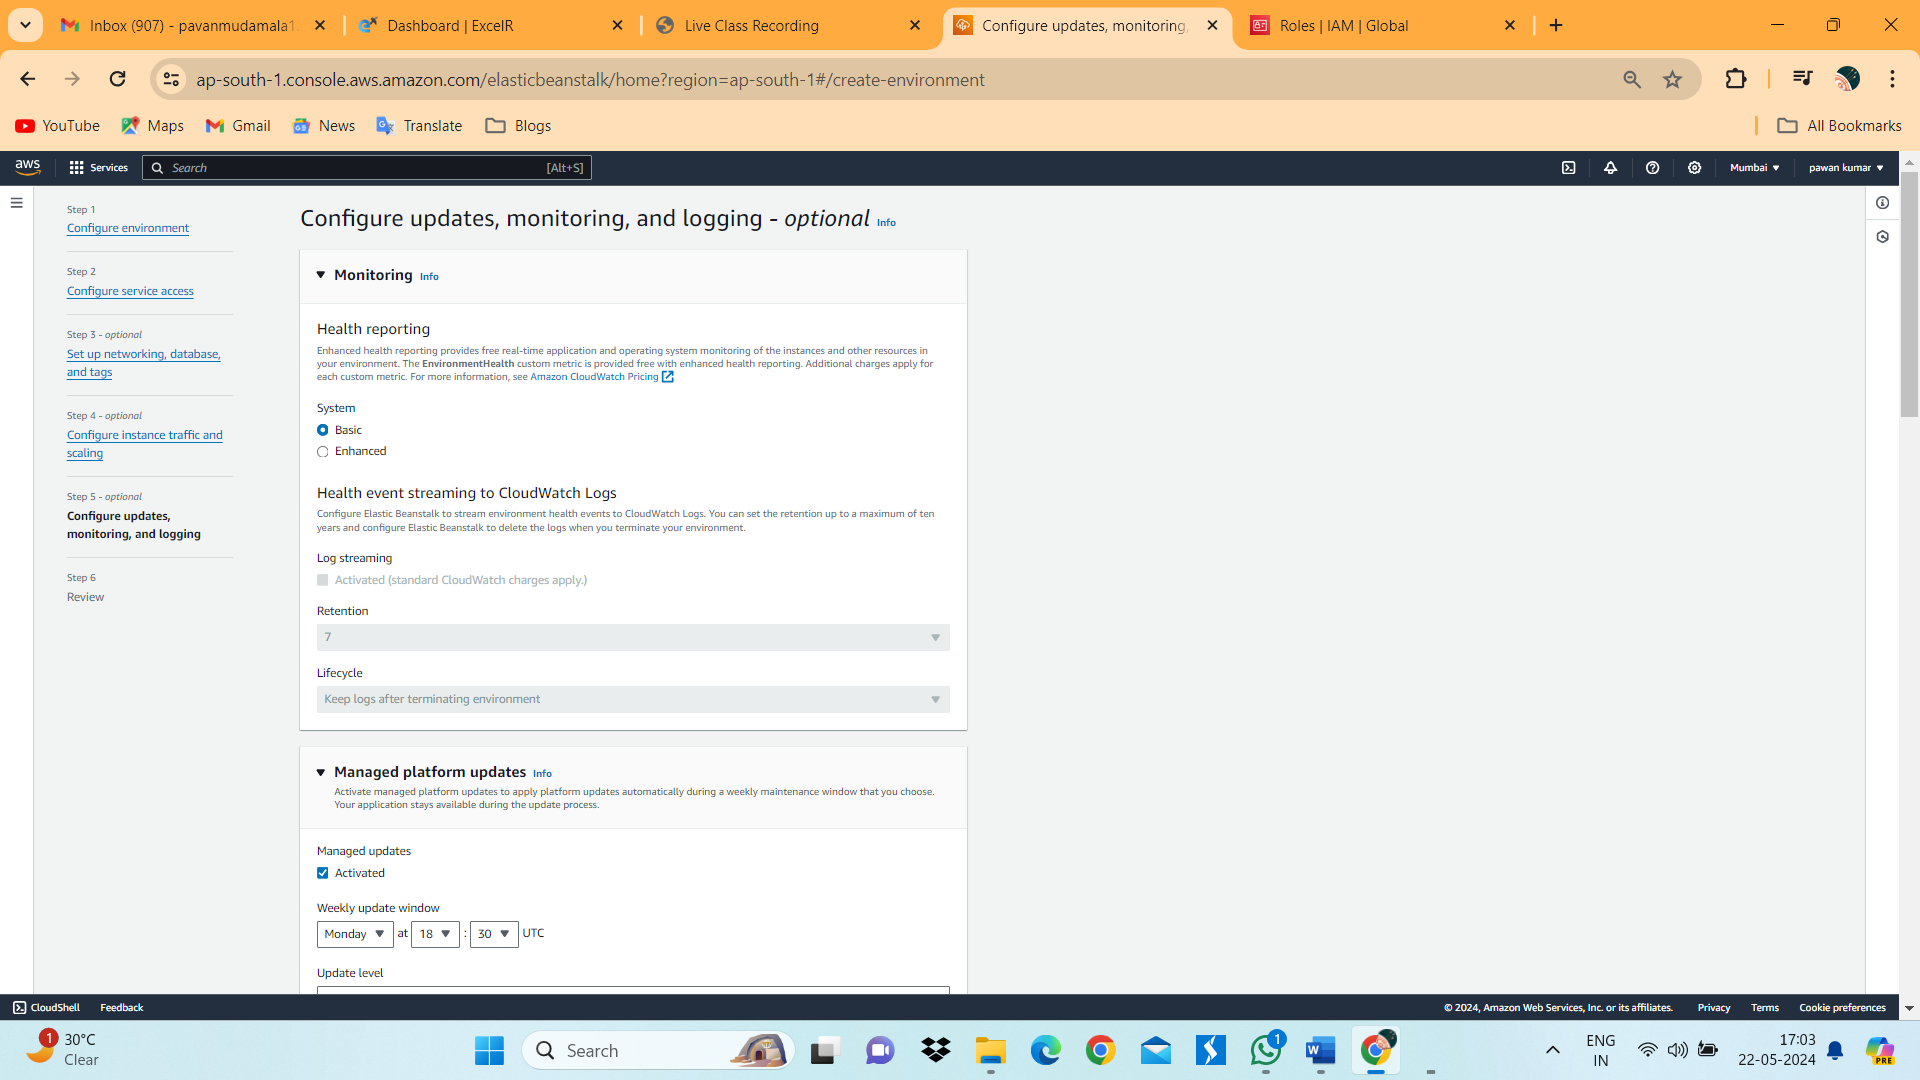 Inbox (907) - pavanmudamala1
Dashboard | ExcelR
Live Class Recording
Configure updates, monitoring,
Roles | IAM | Global
ap-south-1.console.aws.amazon.com/elasticbeanstalk/home?region=ap-south-1#/create-environment
YouTube
Maps
Gmail
News
Translate
Blogs
All Bookmarks
aws
Services
Search
[Alt+S]
Mumbai
pawan kumar
Step 1
Configure environment
Step 2
Configure service access
Step 3 - optional
Set up networking, database,
and tags
Step 4 - optional
Configure instance traffic and
scaling
Step 5 - optional
Configure updates,
monitoring, and logging
Step 6
Review
Configure updates, monitoring, and logging - optional Info
Monitoring Info
Health reporting
Enhanced health reporting provides free real-time application and operating system monitoring of the instances and other resources in
your environment. The EnvironmentHealth custom metric is provided free with enhanced health reporting. Additional charges apply for
each custom metric. For more information, see Amazon CloudWatch Pricing
System
Basic
Enhanced
Health event streaming to CloudWatch Logs
Configure Elastic Beanstalk to stream environment health events to CloudWatch Logs. You can set the retention up to a maximum of ten
years and configure Elastic Beanstalk to delete the logs when you terminate your environment.
Log streaming
Activated (standard CloudWatch charges apply.)
Retention
7
Lifecycle
Keep logs after terminating environment
Managed platform updates Info
Activate managed platform updates to apply platform updates automatically during a weekly maintenance window that you choose.
Your application stays available during the update process.
Managed updates
Activated
Weekly update window
Monday at 18 : 30 UTC
Update level
CloudShell
Feedback
© 2024, Amazon Web Services, Inc. or its affiliates.
Privacy
Terms
Cookie preferences
1
30°C
Clear
Search
1
W
ENG
IN
17:03
22-05-2024
PRE